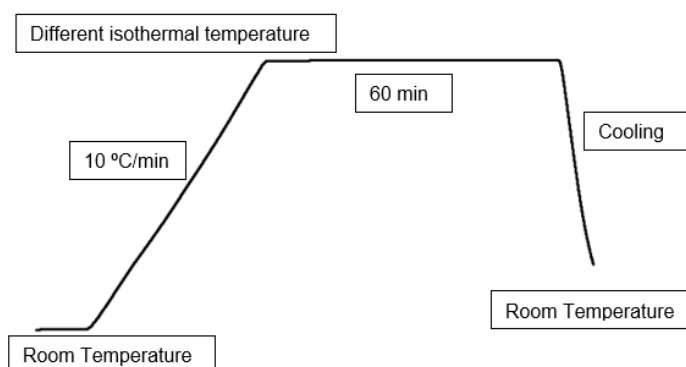 Different isothermal temperature
60 min
Cooling
10 ºC/min
Room Temperature
Room Temperature